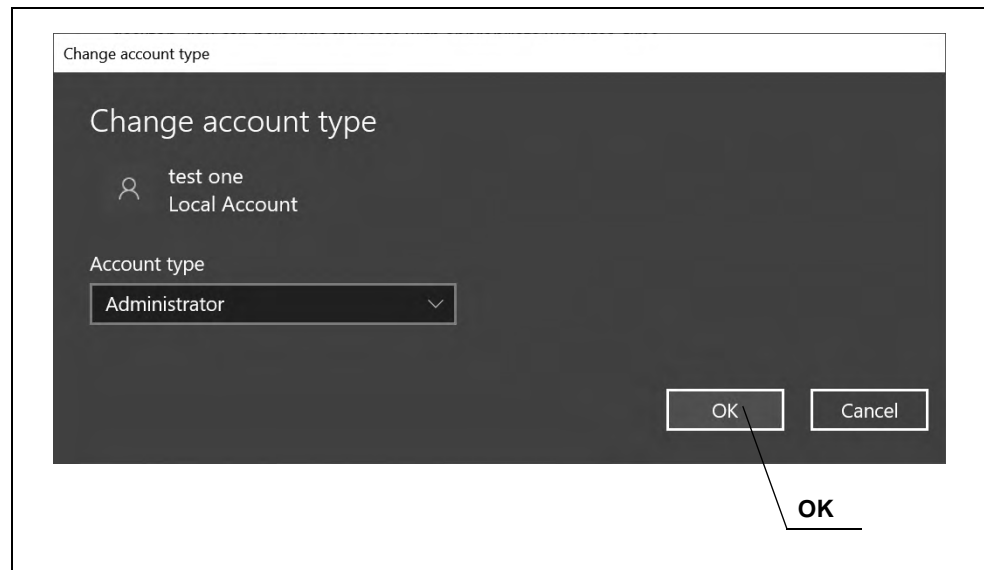 Change account type
Change account type
test one
Local Account
Account type
Administrator
OK
Cancel
OK